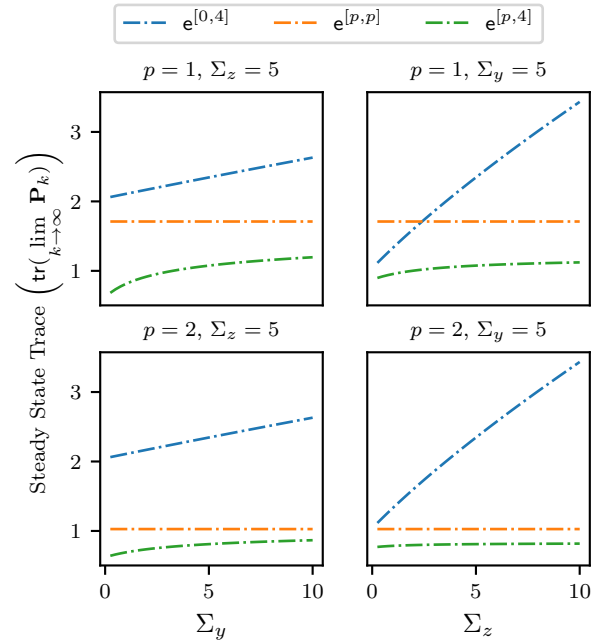 e^{[0,4]} e^{[p,p]} e^{[p,4]}
p = 1, Σ_z = 5 p = 1, Σ_y = 5
3
2
1
Steady State Trace (tr( lim_{k→∞} P_k))
p = 2, Σ_z = 5 p = 2, Σ_y = 5
3
2
1
0 5 10 0 5 10
Σ_y Σ_z